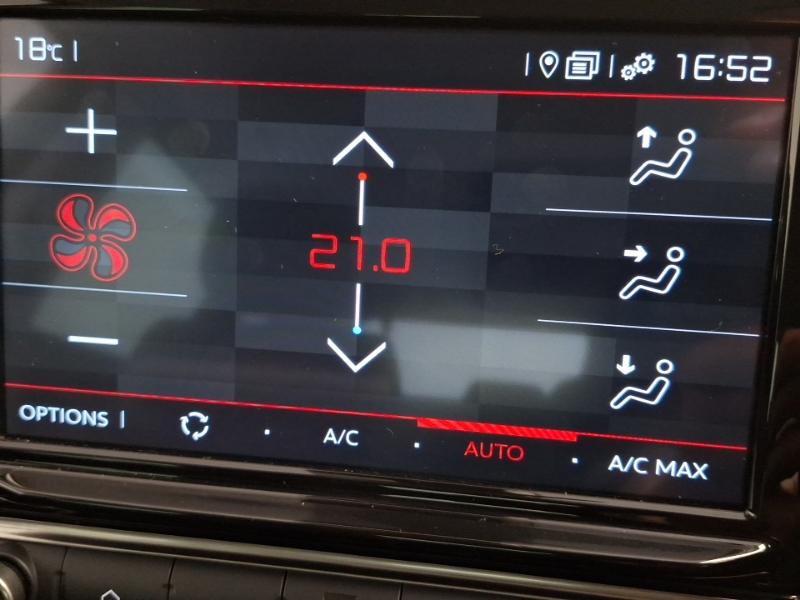 18°C
16:52
21.0
OPTIONS
A/C
AUTO
A/C MAX